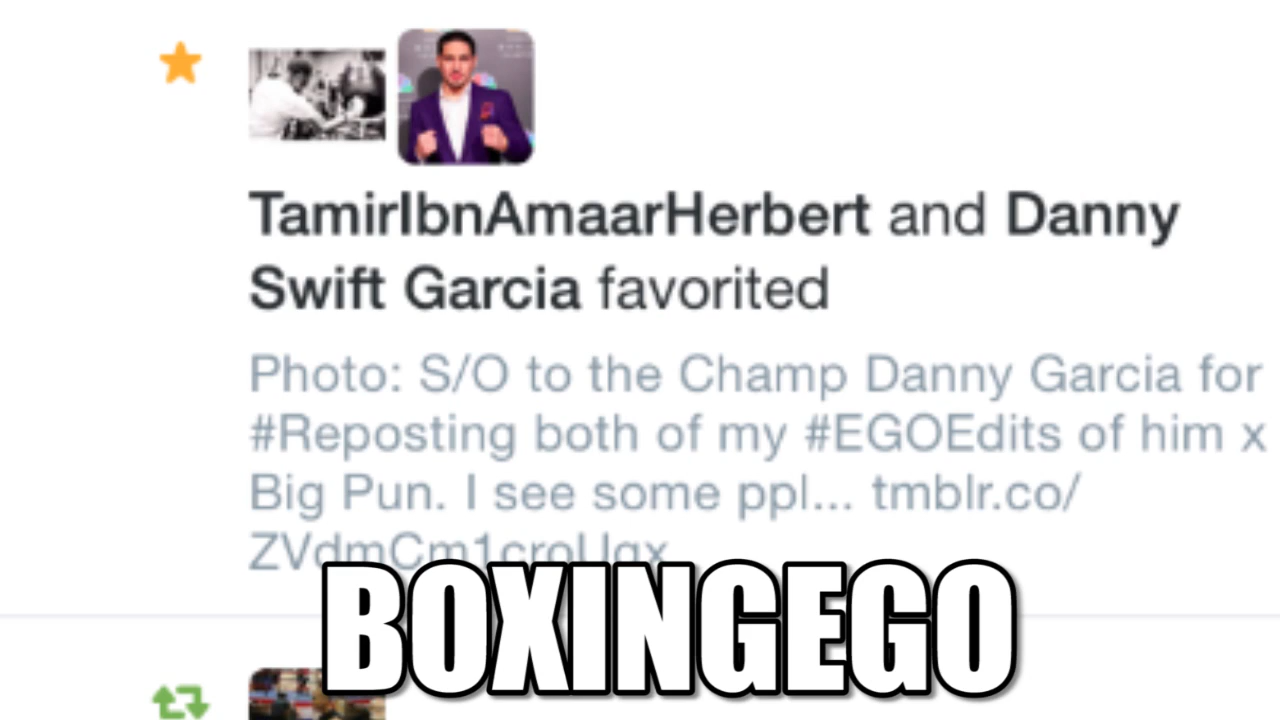 TamirIbnAmaarHerbert and Danny
Swift Garcia favorited
Photo: S/O to the Champ Danny Garcia for
#Reposting both of my #EGOEdits of him x
Big Pun. I see some ppl... tmblr.co/
BOXINGEGO